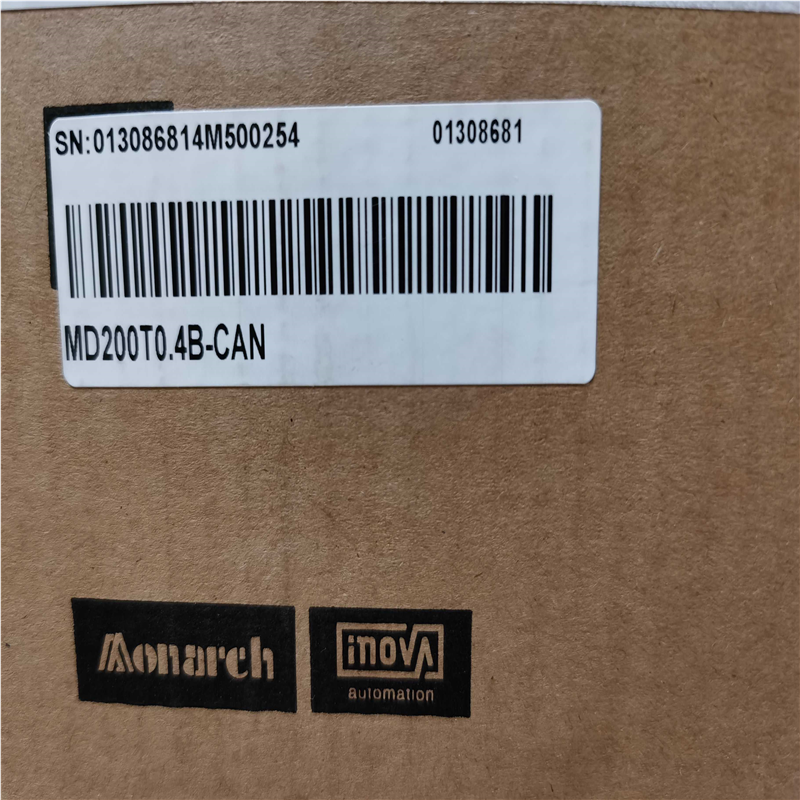 SN:013086814M500254 01308681
MD200T0.4B-CAN
Monarch
inovA
automation